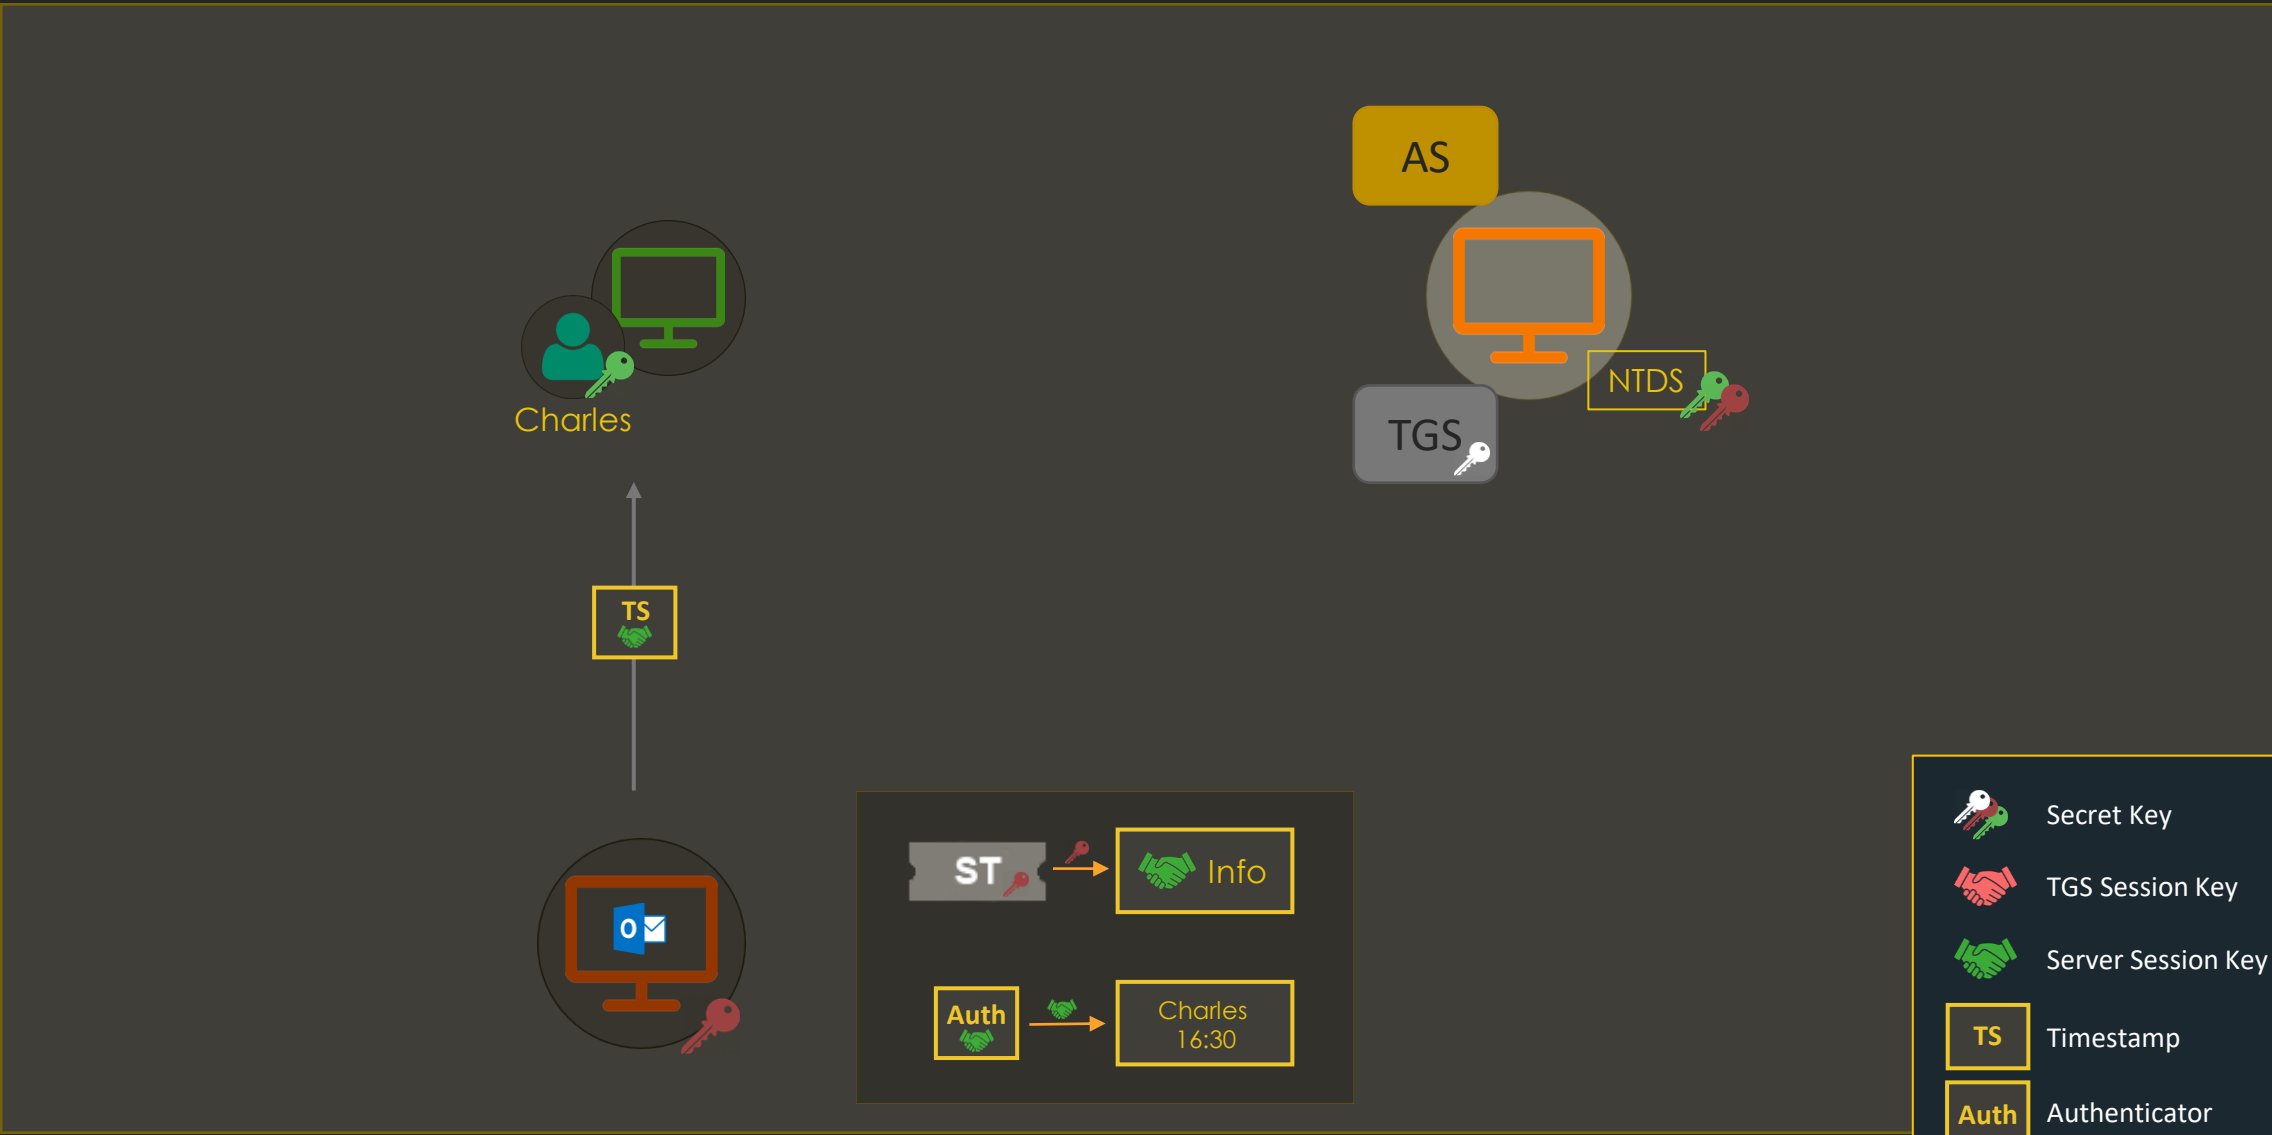 AS
NTDS
TGS
Charles
TS
ST
Info
Auth
Charles
16:30
O
Secret Key
TGS Session Key
Server Session Key
TS
Timestamp
Auth
Authenticator